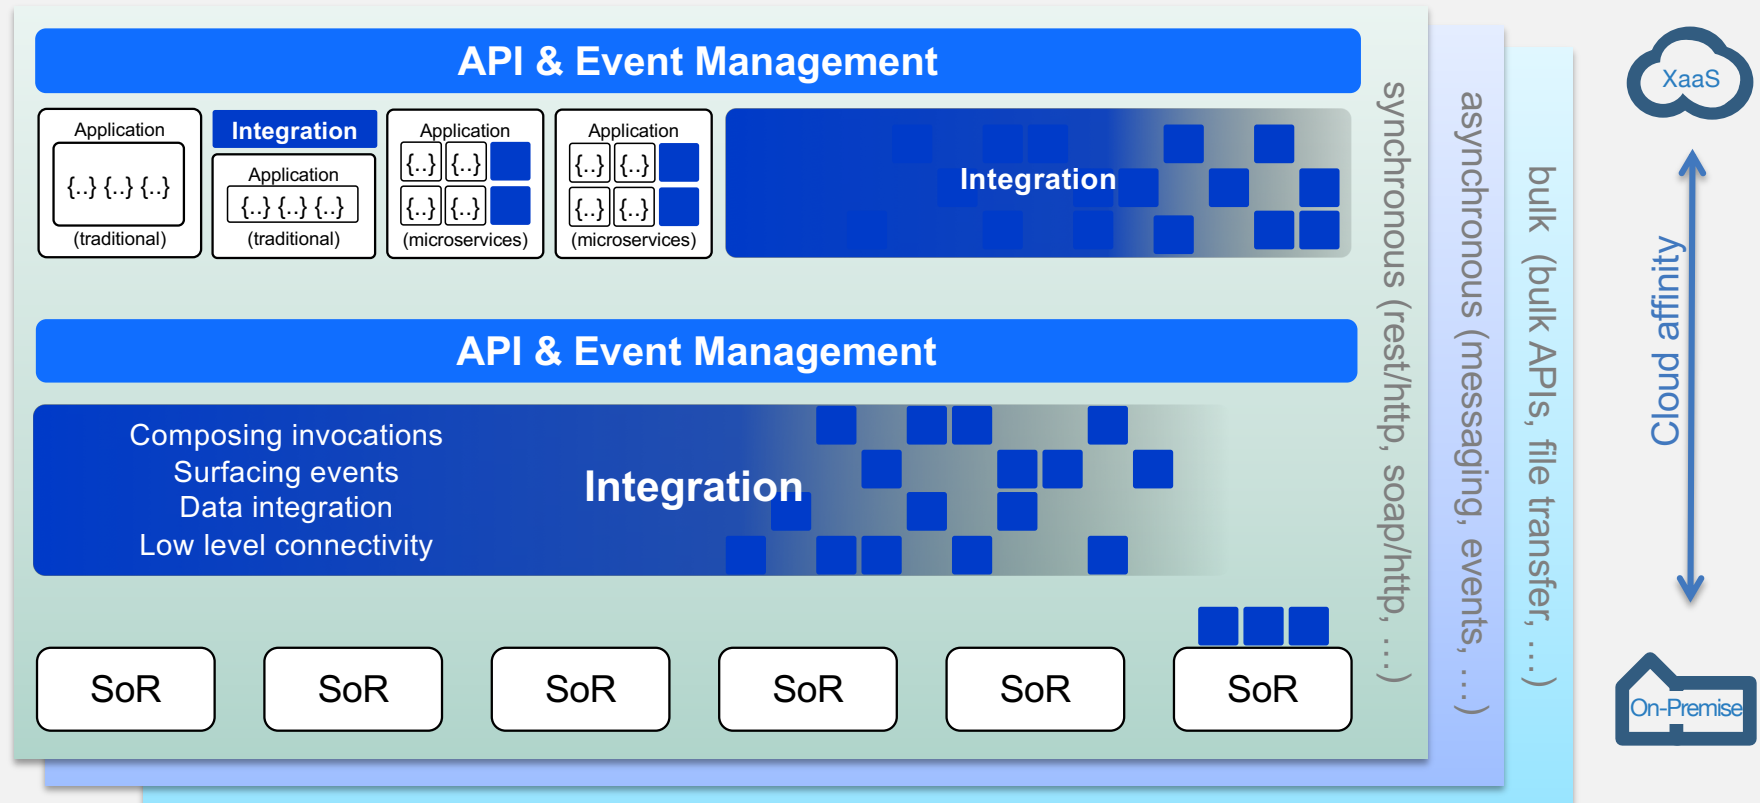 API & Event Management
Application
{..} {..} {..}
(traditional)
Integration
Application
{..} {..} {..}
(traditional)
Application
{..} {..}
{..} {..}
(microservices)
Application
{..} {..}
{..} {..}
(microservices)
Integration
API & Event Management
Composing invocations
Surfacing events
Data integration
Low level connectivity
Integration
SoR
SoR
SoR
SoR
SoR
SoR
synchronous (rest/http, soap/http, ….)
asynchronous (messaging, events, ….)
bulk (bulk APIs, file transfer, ….)
XaaS
Cloud affinity
On-Premise